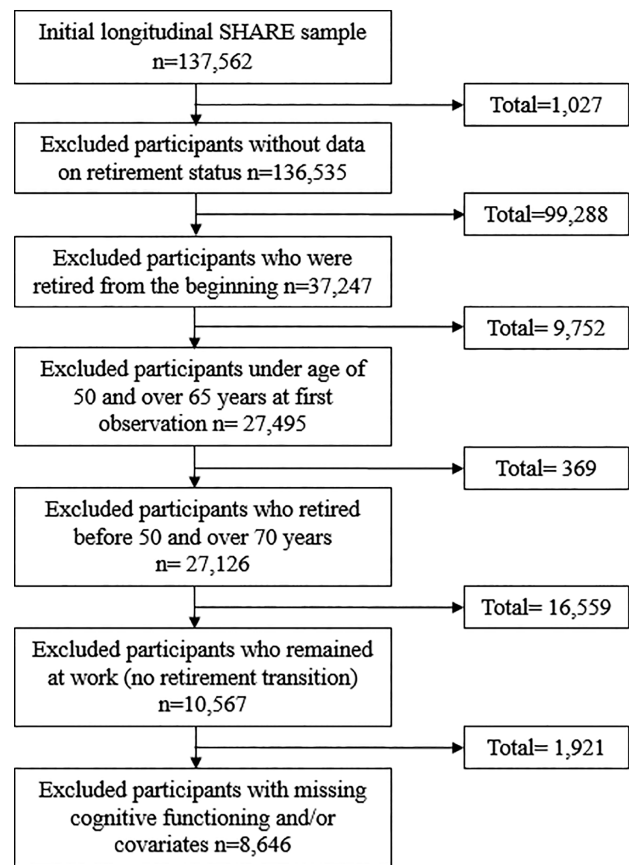 Initial longitudinal SHARE sample
n=137,562
Total=1,027
Excluded participants without data
on retirement status n=136,535
Total=99,288
Excluded participants who were
retired from the beginning n=37,247
Total= 9,752
Excluded participants under age of
50 and over 65 years at first
observation n= 27,495
Total= 369
Excluded participants who retired
before 50 and over 70 years
n= 27,126
Total= 16,559
Excluded participants who remained
at work (no retirement transition)
n=10,567
Total= 1,921
Excluded participants with missing
cognitive functioning and/or
covariates n=8,646